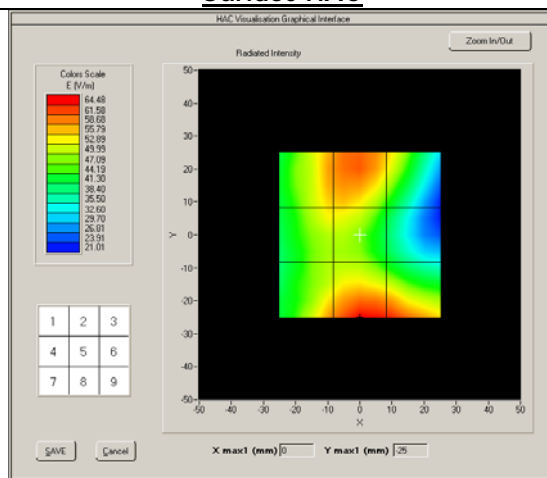 Surface HAC
HAC Visualisation Graphical Interface
Zoom In/Out
Radiated Intensity
Colors Scale
E (V/m)
64.48
61.58
58.68
55.79
52.89
49.99
47.09
44.19
41.30
38.40
35.50
32.60
29.70
26.81
23.91
21.01
50
40
30
20
10
Y 0
-10
-20
-30
-40
-50
-50 -40 -30 -20 -10 0 10 20 30 40 50
X
1 2 3
4 5 6
7 8 9
SAVE Cancel X max1 (mm) 0 Y max1 (mm) -25